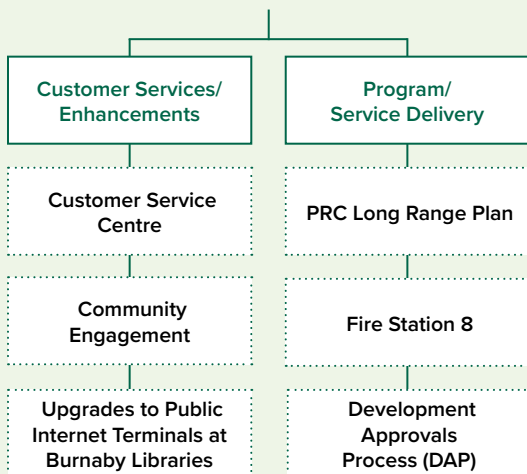 Customer Services/
Enhancements
Customer Service
Centre
Community
Engagement
Upgrades to Public
Internet Terminals at
Burnaby Libraries
Program/
Service Delivery
PRC Long Range Plan
Fire Station 8
Development
Approvals
Process (DAP)